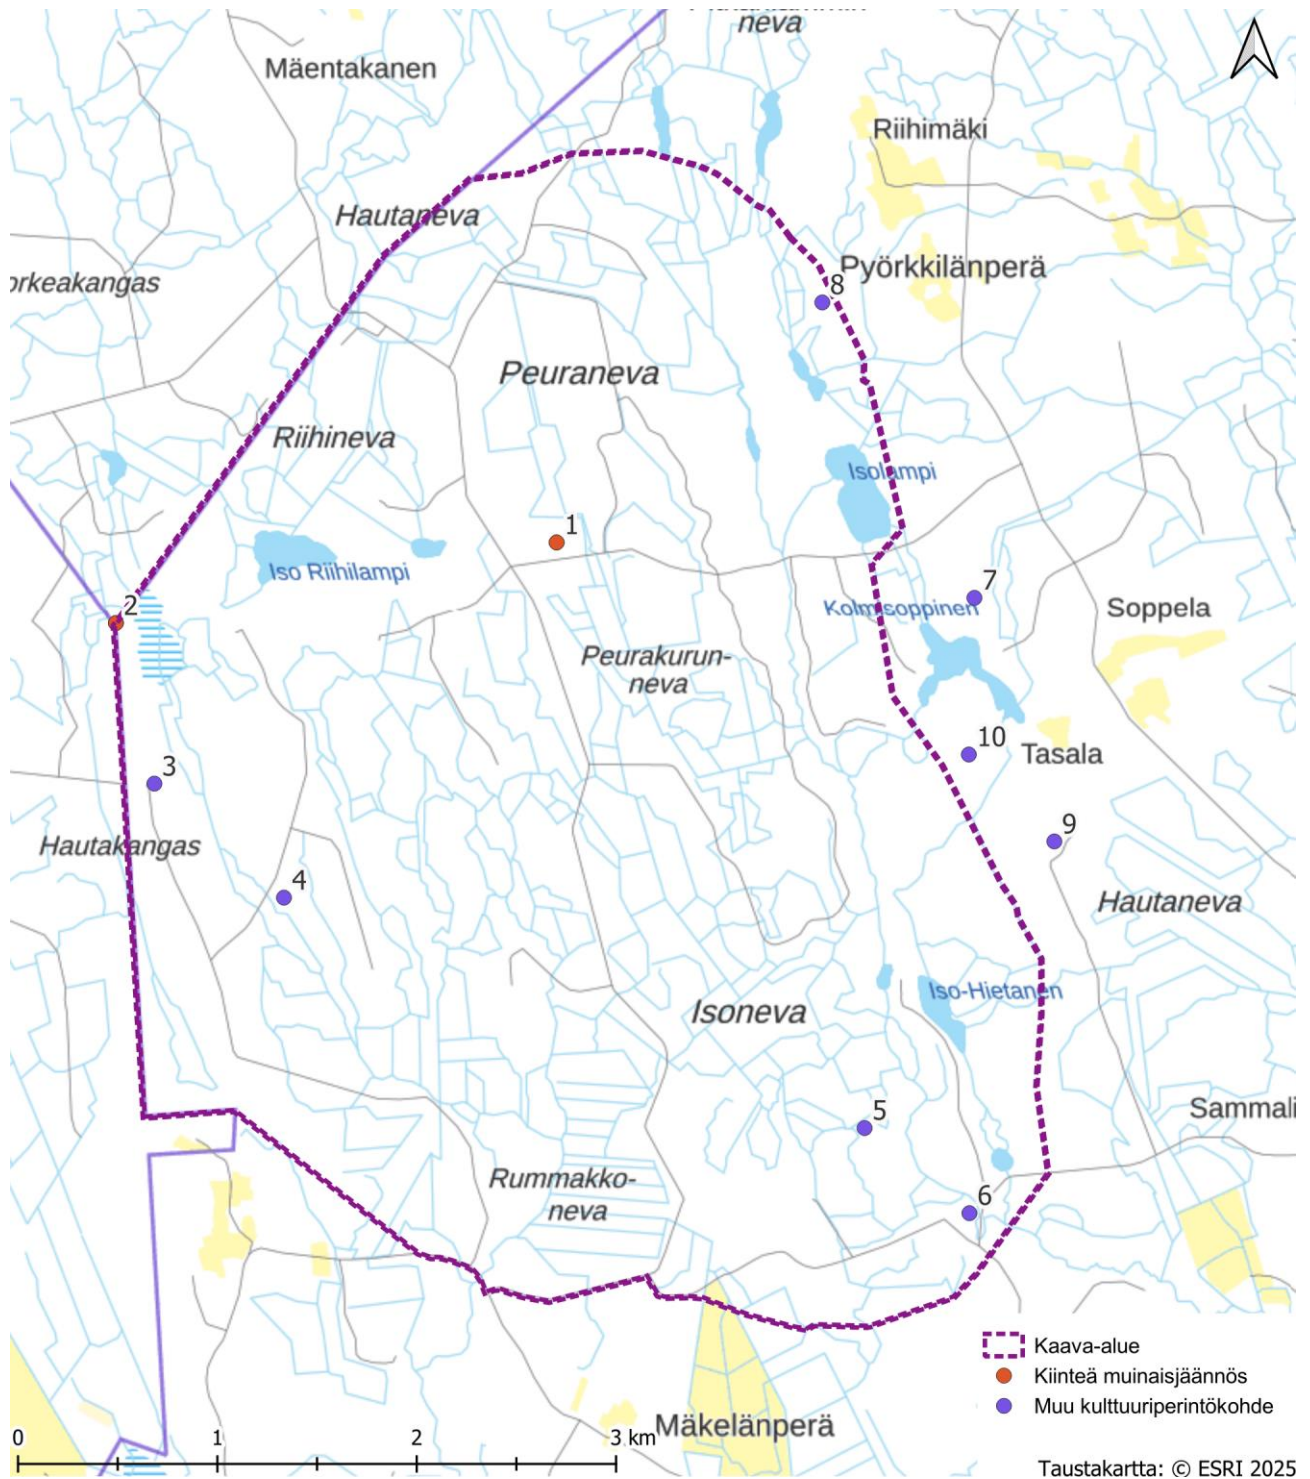 neva
Mäentakanen
Riihimäki
Hautaneva
Pyörkkilänperä
orkeakangas
8
Peuraneva
Riihineva
Isolampi
1
Iso Riihilampi
7
2
Kolmisoppinen
Soppela
Peurakurun-
neva
10
Tasala
3
9
Hautakangas
4
Hautaneva
Iso-Hietanen
Isoneva
5
Sammali
Rummakko-
neva
6
Kaava-alue
Kiinteä muinaisjäännös
Muu kulttuuriperintökohde
Mäkelänperä
0 1 2 3 km
Taustakartta: © ESRI 2025